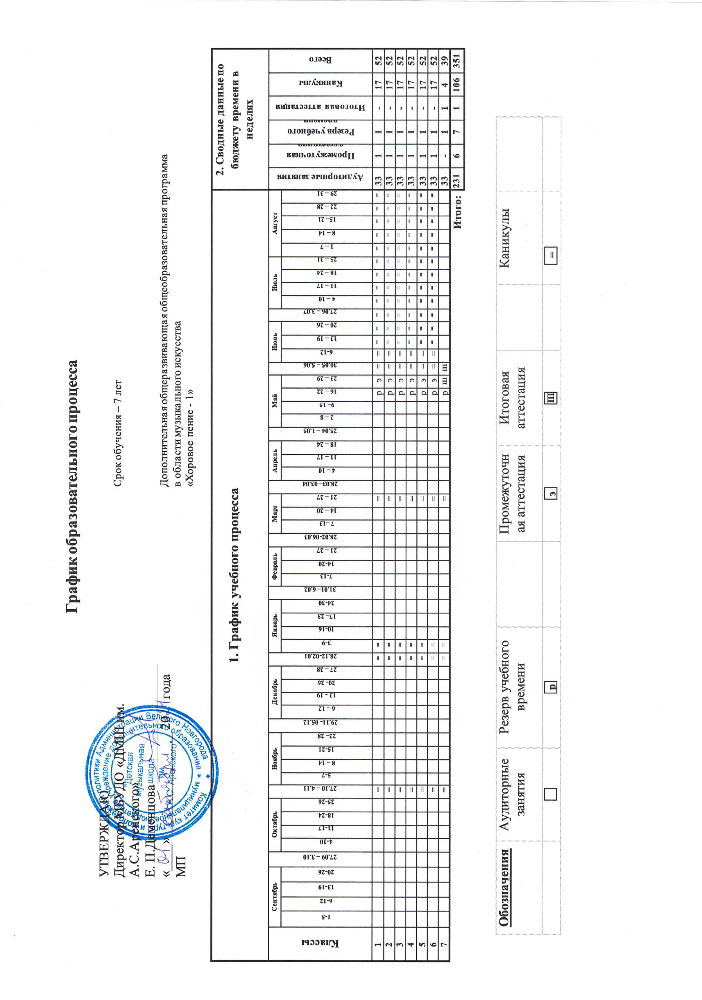 График образовательного процесса
УТВЕРЖДАЮ
Директор МБУДО «ДМШ им.
А.С.Аренского»
Е. Н.Деменцова
« 01 » сентября 2021 года
МП
Срок обучения – 7 лет
Дополнительная общеразвивающая общеобразовательная программа
в области музыкального искусства
«Хоровое пение - 1»
Комитет культуры и молодежной политики Администрации Великого Новгорода
муниципальное бюджетное учреждение дополнительного образования
"Детская
музыкальная
школа
им.
А.С. Аренского"
1. График учебного процесса
2. Сводные данные по
бюджету времени в
неделях
Классы
Сентябрь 27.09 – 3.10 Октябрь 27.10 – 4.11 Ноябрь 29.11- 05.12 Декабрь 28.12-02.01 Январь 31.01– 6.02 Февраль 28.02-06.03 Март 28.03– 03.04 Апрель 25.04 – 1.05 Май 30.05 – 5.06 Июнь 27.06 – 3.07 Июль Август
1-5 6-12 13-19 20-26 4-10 11-17 18-24 25-26 5-7 8 – 14 15-21 22– 28 6 – 12 13 - 19 20- 26 27 – 28 3-9 10-16 17– 23 24-30 7-13 14-20 21 – 27 7 –13 14 – 20 21 – 27 4 – 10 11 – 17 18 – 24 2 – 8 9– 15 16 – 22 23 – 29 6-12 13 – 19 20 – 26 4 – 10 11 – 17 18 – 24 25 – 31 1 – 7 8 – 14 15– 21 22 – 28 29 – 31
Аудиторные занятия
Промежуточная
Резерв учебного
Итоговая аттестация
Каникулы
Всего
1 = = = = р э = = = = = = = = = = = = = = 33 1 1 - 17 52
2 = = = = р э = = = = = = = = = = = = = = 33 1 1 - 17 52
3 = = = = р э = = = = = = = = = = = = = = 33 1 1 - 17 52
4 = = = = р э = = = = = = = = = = = = = = 33 1 1 - 17 52
5 = = = = р э = = = = = = = = = = = = = = 33 1 1 - 17 52
6 = = = = р э = = = = = = = = = = = = = = 33 1 1 - 17 52
7 = = = = р III III 33 - 1 1 4 39
Итого: 231 6 7 1 106 351
Обозначения
Аудиторные
занятия
Резерв учебного
времени
Промежуточн
ая аттестация
Итоговая
аттестация
Каникулы
р э III =